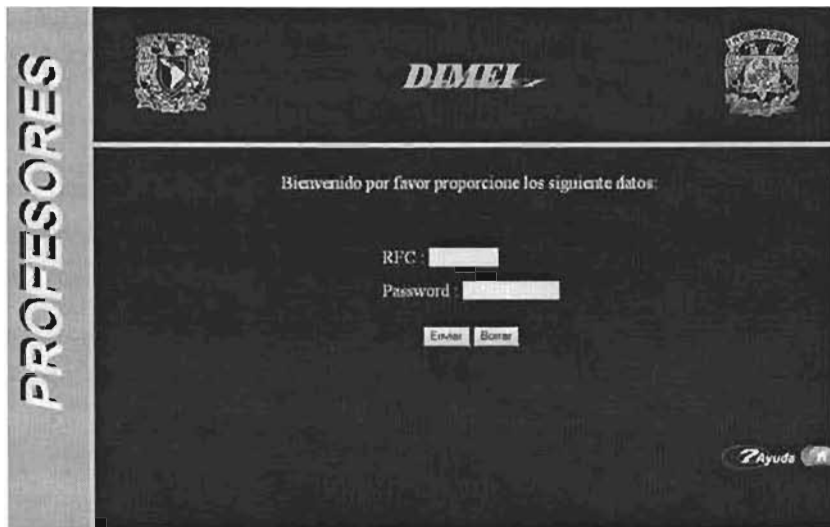 PROFESORES
DIMEI
Bienvenido por favor proporcione los siguiente datos:
RFC :
Password :
Enviar Borrar
?Ayuda